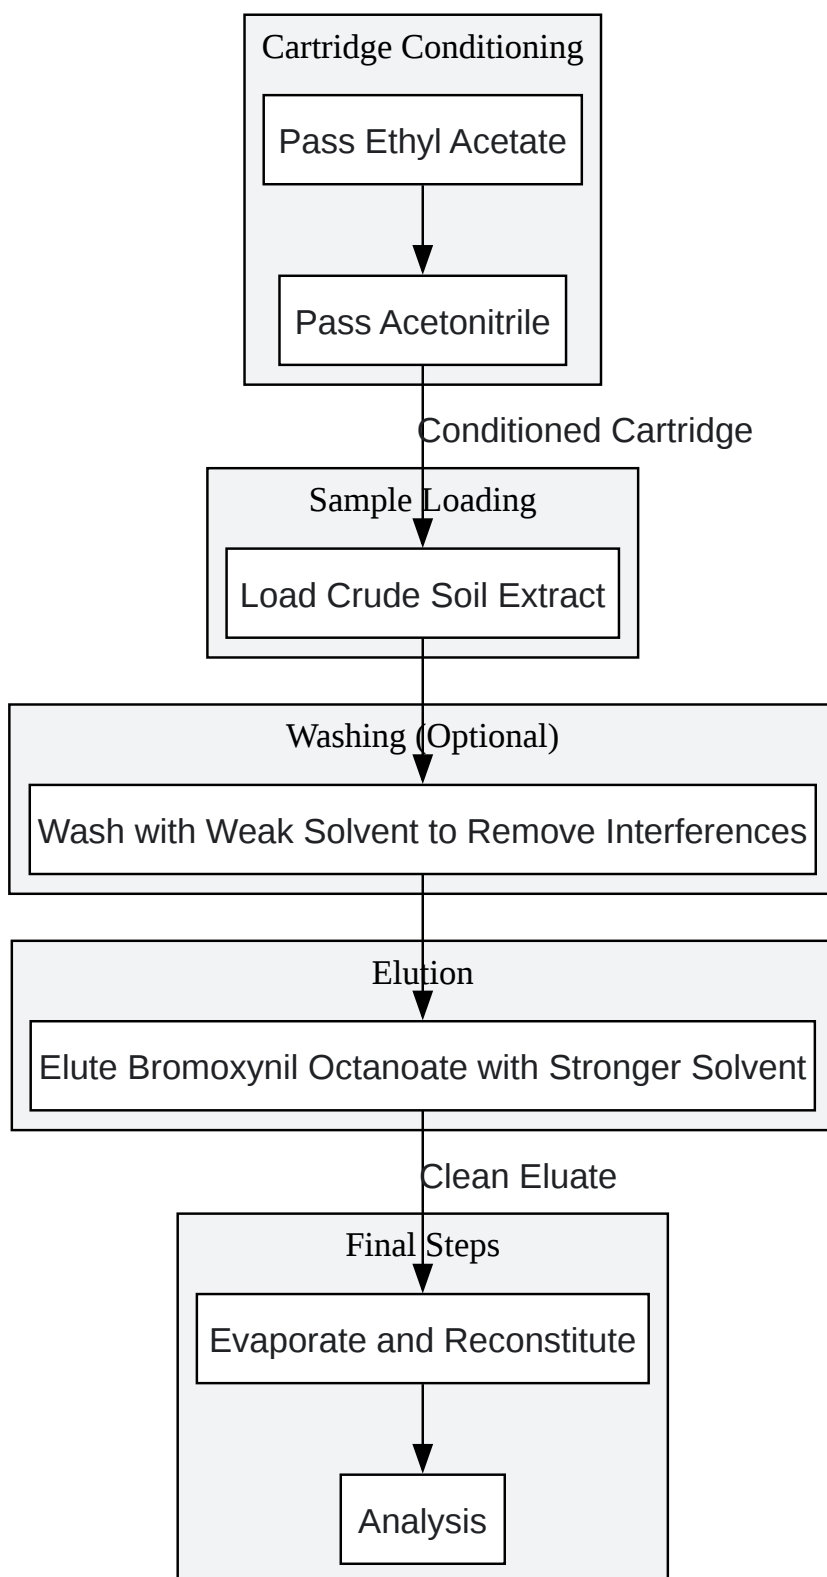 Cartridge Conditioning
Pass Ethyl Acetate
Pass Acetonitrile
Conditioned Cartridge
Sample Loading
Load Crude Soil Extract
Washing (Optional)
Wash with Weak Solvent to Remove Interferences
Elution
Elute Bromoxynil Octanoate with Stronger Solvent
Clean Eluate
Final Steps
Evaporate and Reconstitute
Analysis